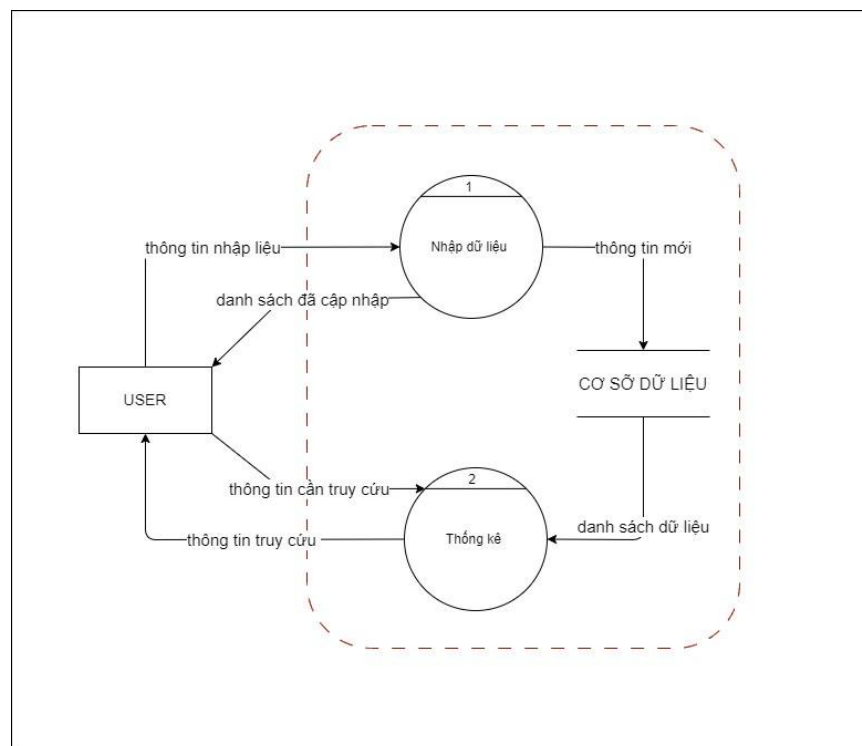 1
Nhập dữ liệu
thông tin nhập liệu
thông tin mới
danh sách đã cập nhập
USER
CƠ SỠ DỮ LIỆU
2
Thống kê
thông tin cần truy cứu
danh sách dữ liệu
thông tin truy cứu